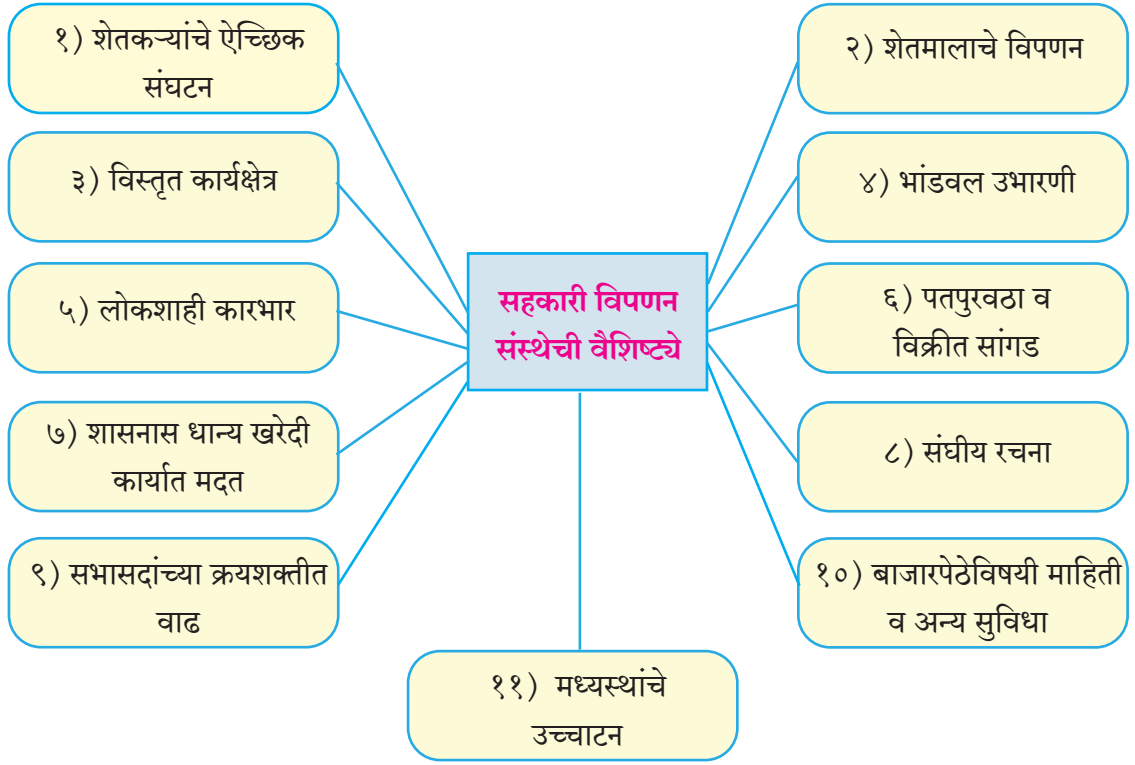 १) शेतकऱ्यांचे ऐच्छिक
संघटन
२) शेतमालाचे विपणन
३) विस्तृत कार्यक्षेत्र
४) भांडवल उभारणी
सहकारी विपणन
संस्थेची वैशिष्ट्ये
५) लोकशाही कारभार
६) पतपुरवठा व
विक्रीत सांगड
७) शासनास धान्य खरेदी
कार्यात मदत
८) संघीय रचना
९) सभासदांच्या क्रयशक्तीत
वाढ
१०) बाजारपेठेविषयी माहिती
व अन्य सुविधा
११) मध्यस्थांचे
उच्चाटन